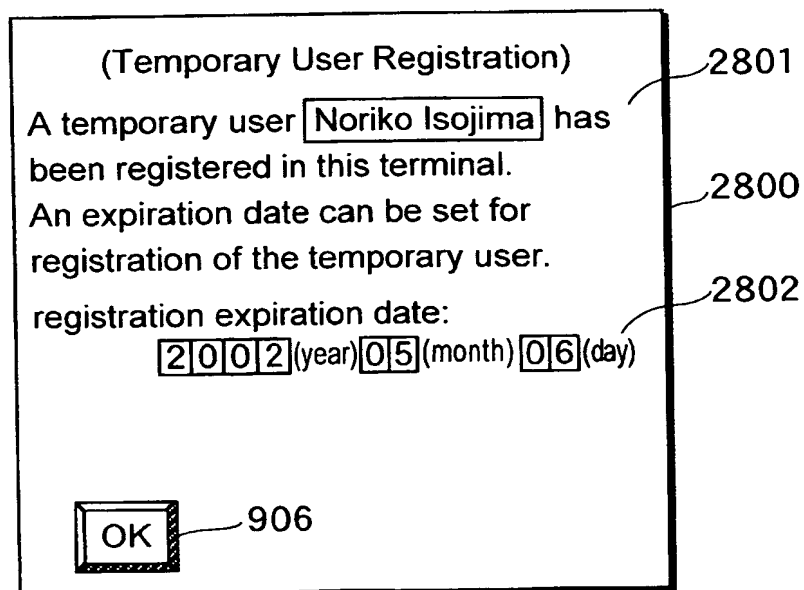 (Temporary User Registration)
2801
A temporary user Noriko Isojima has
been registered in this terminal.
2800
An expiration date can be set for
registration of the temporary user.
2802
registration expiration date:
2002(year)05(month)06(day)
OK
906